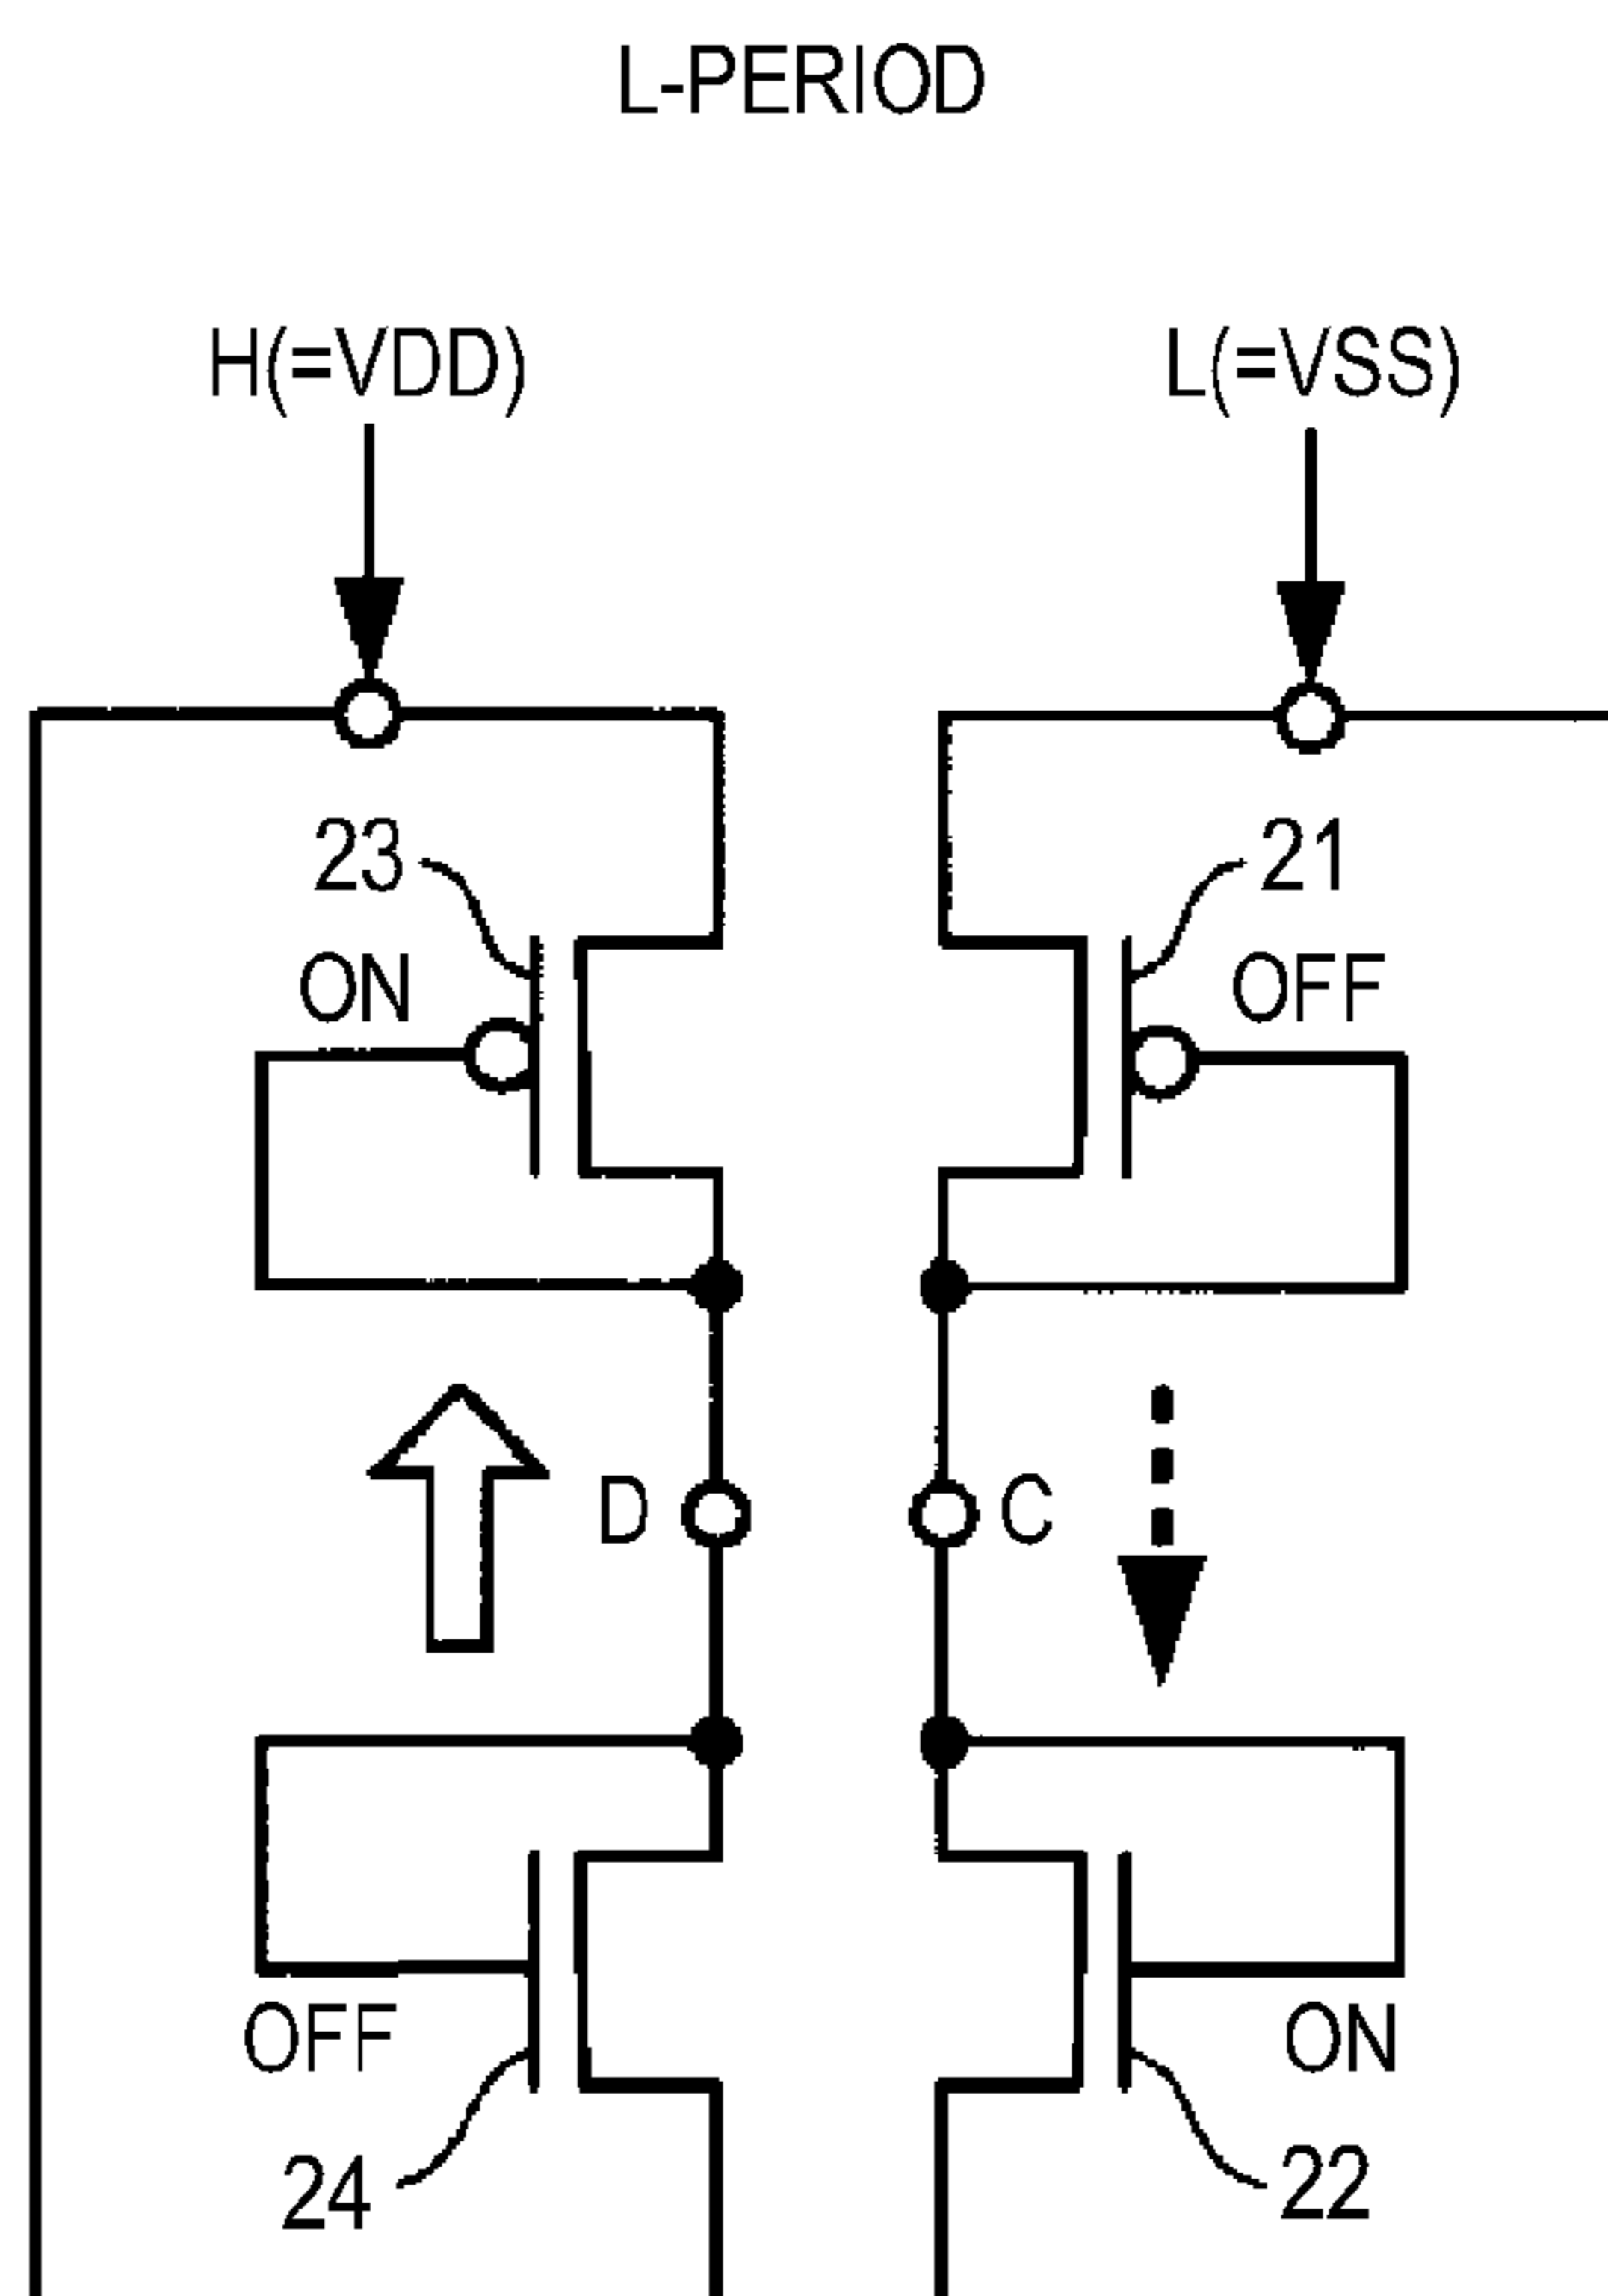 L-PERIOD
H(=VDD)
L(=VSS)
23
21
ON
OFF
D
C
OFF
ON
24
22